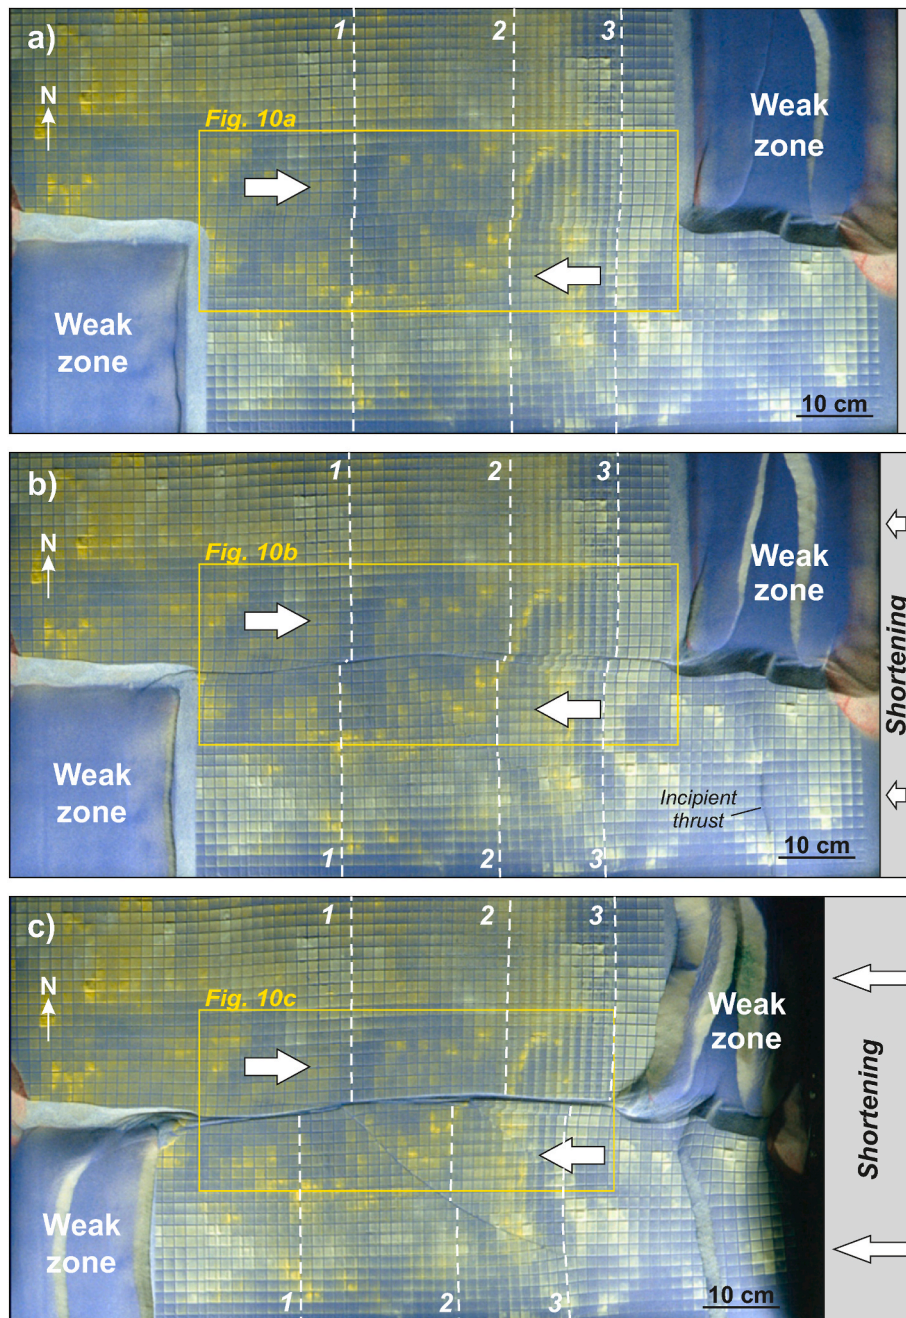 a)
1
2
3
N
Fig. 10a
Weak
zone
Weak
zone
10 cm
b)
1
2
3
N
Fig. 10b
Weak
zone
Shortening
Weak
zone
Incipient
thrust
10 cm
1
2
3
c)
1
2
3
N
Fig. 10c
Weak
zone
Shortening
Weak
zone
10 cm
1
2
3